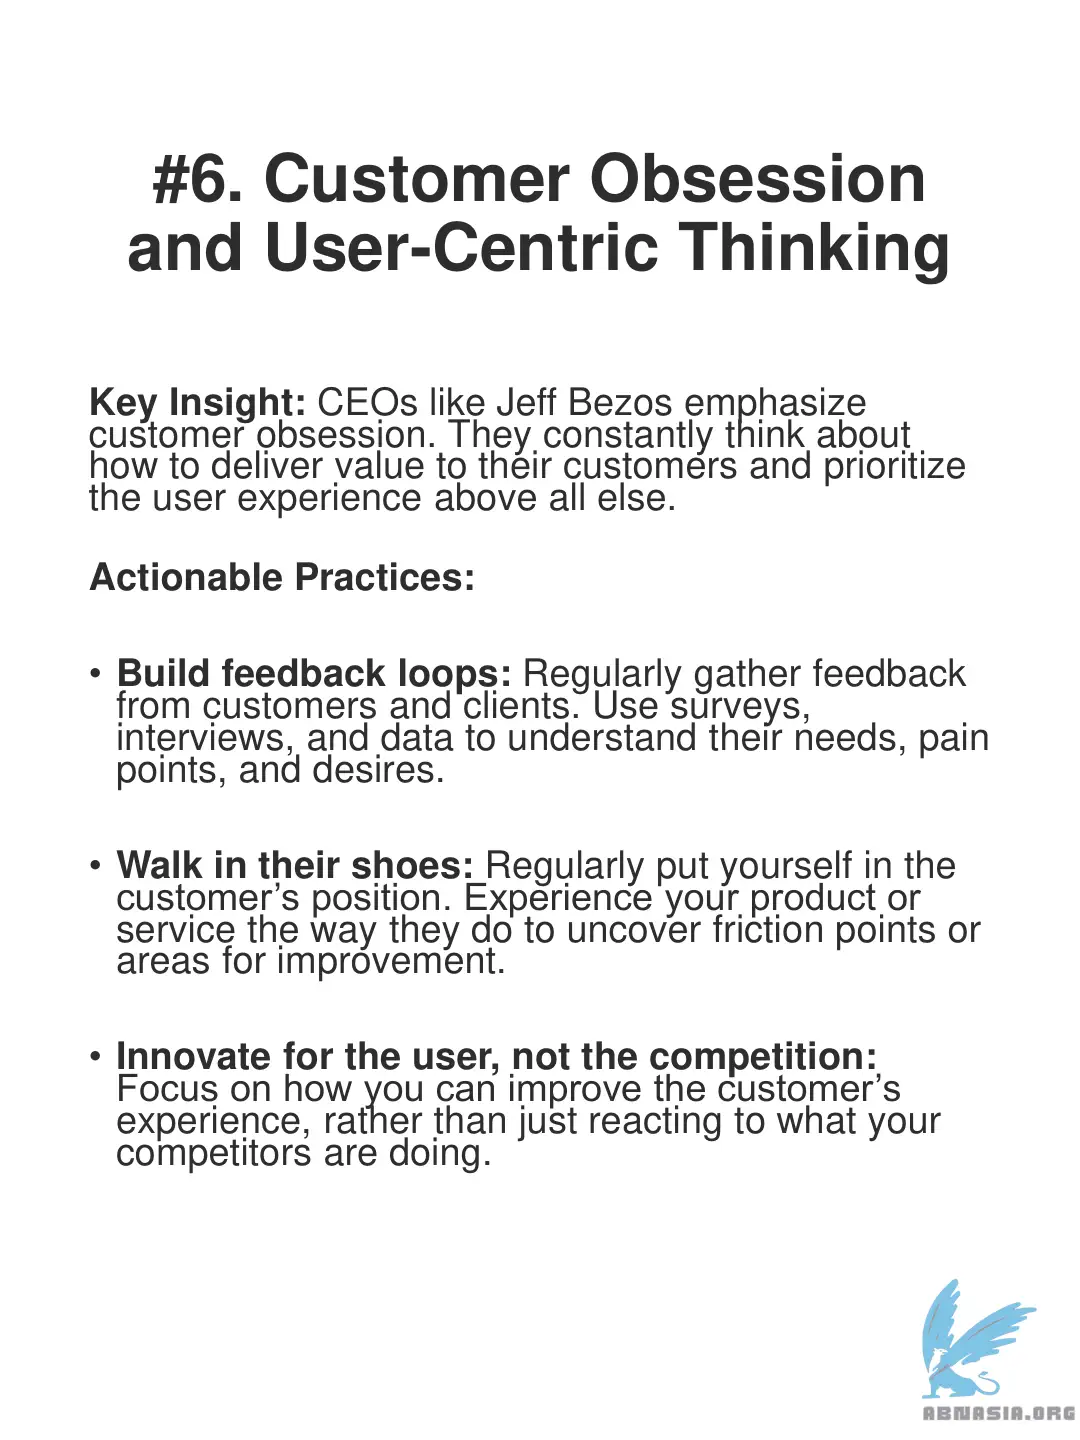 #6. Customer Obsession
and User-Centric Thinking
Key Insight: CEOs like Jeff Bezos emphasize
customer obsession. They constantly think about
how to deliver value to their customers and prioritize
the user experience above all else.
Actionable Practices:
• Build feedback loops: Regularly gather feedback
from customers and clients. Use surveys,
interviews, and data to understand their needs, pain
points, and desires.
• Walk in their shoes: Regularly put yourself in the
customer’s position. Experience your product or
service the way they do to uncover friction points or
areas for improvement.
• Innovate for the user, not the competition:
Focus on how you can improve the customer’s
experience, rather than just reacting to what your
competitors are doing.
ABNASIA.ORG